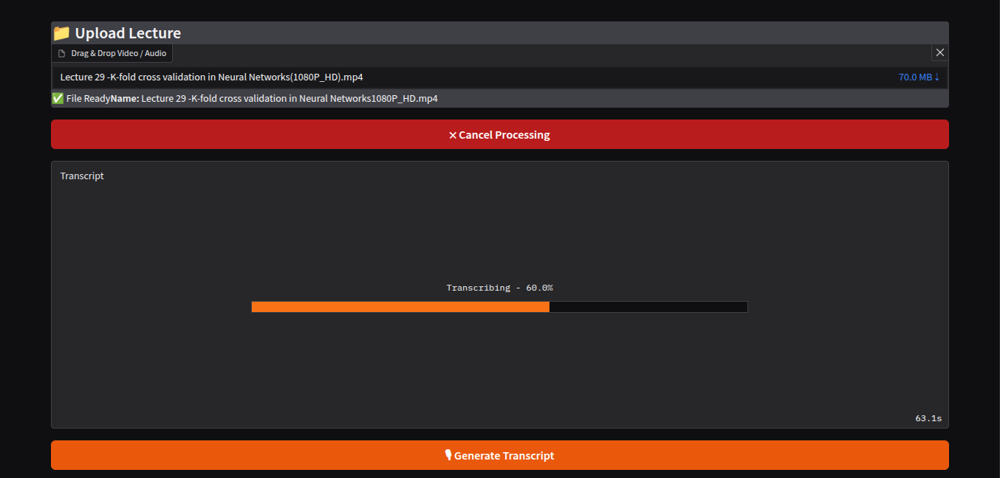 📁 Upload Lecture
Drag & Drop Video / Audio
Lecture 29 -K-fold cross validation in Neural Networks(1080P_HD).mp4 70.0 MB ↓
✅ File ReadyName: Lecture 29 -K-fold cross validation in Neural Networks1080P_HD.mp4
✕ Cancel Processing
Transcript
Transcribing - 60.0%
63.1s
🎙 Generate Transcript